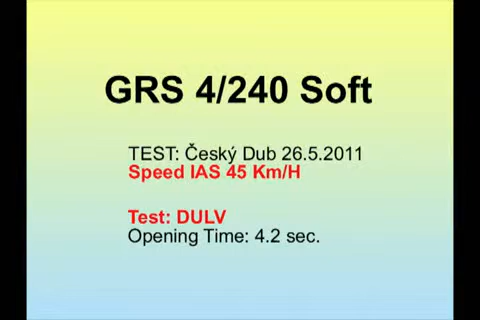 GRS 4/240 Soft
TEST: Český Dub 26.5.2011
Speed IAS 45 Km/H
Test: DULV
Opening Time: 4.2 sec.